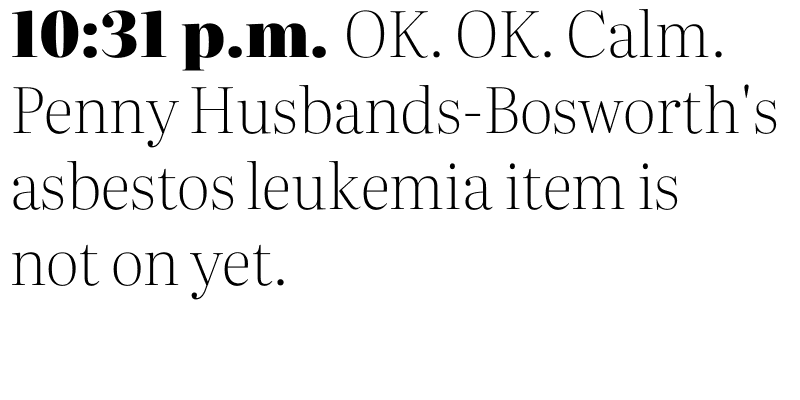 10:31 p.m. OK. OK. Calm.
Penny Husbands-Bosworth's
asbestos leukemia item is
not on yet.